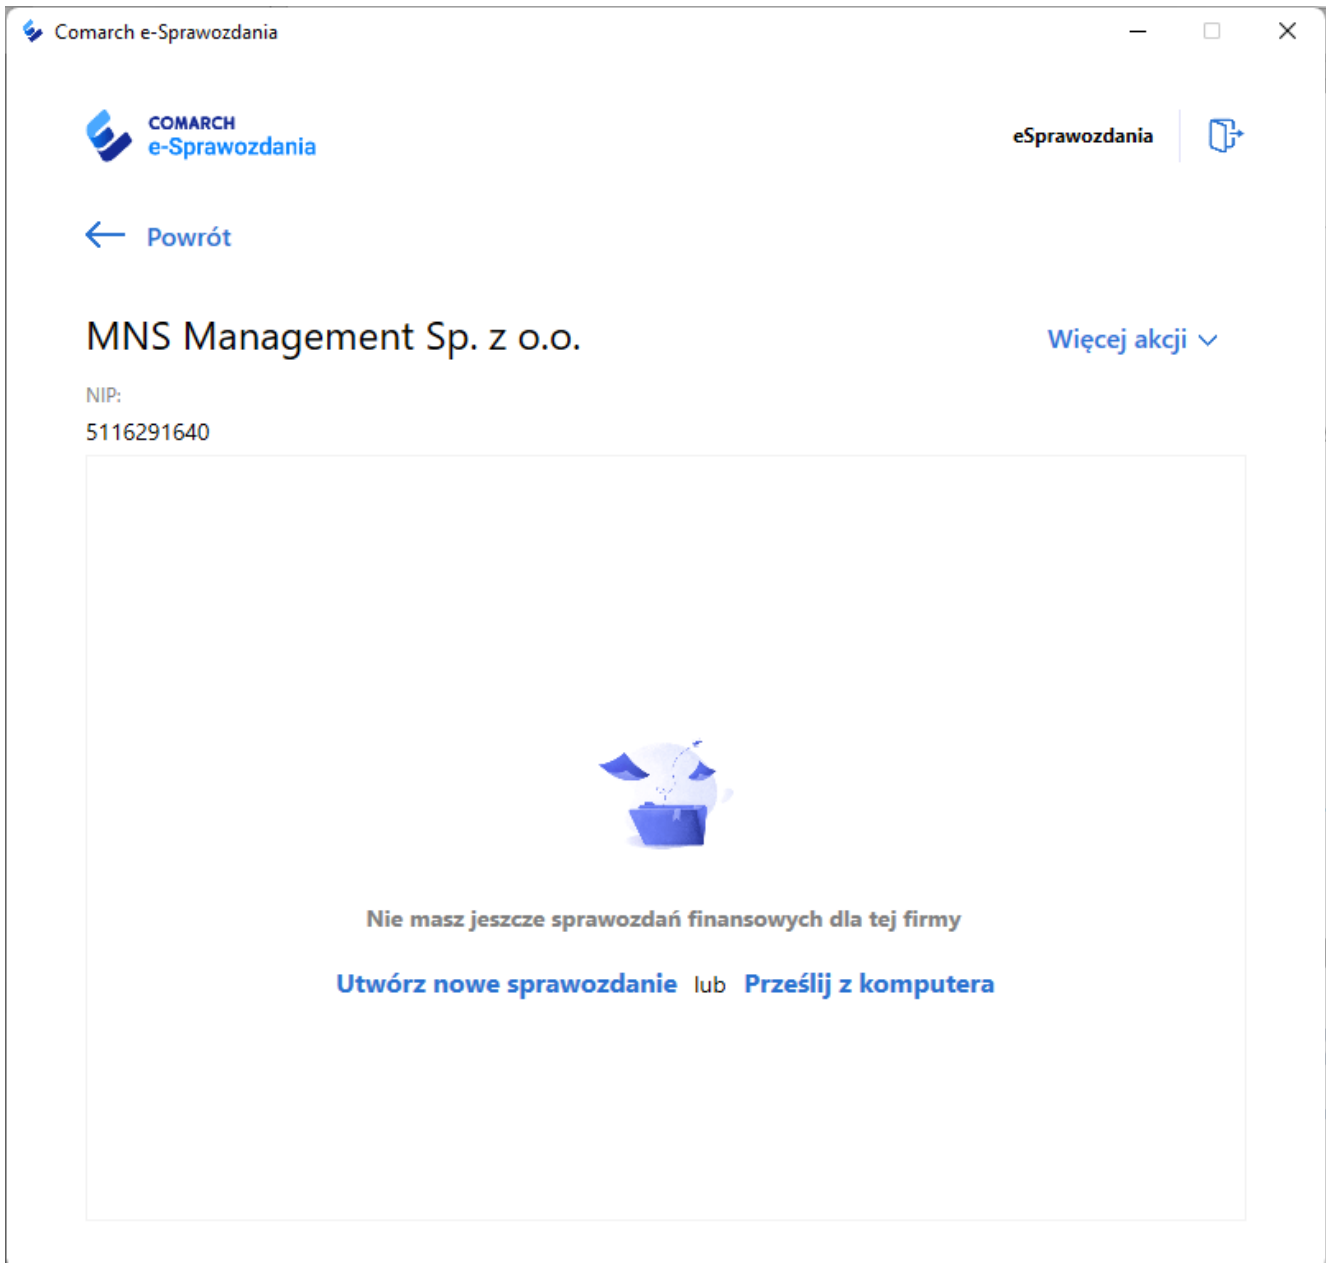 Comarch e-Sprawozdania
COMARCH
e-Sprawozdania
eSprawozdania
Powrót
MNS Management Sp. z o.o.
Więcej akcji
NIP:
5116291640
Nie masz jeszcze sprawozdań finansowych dla tej firmy
Utwórz nowe sprawozdanie lub Prześlij z komputera